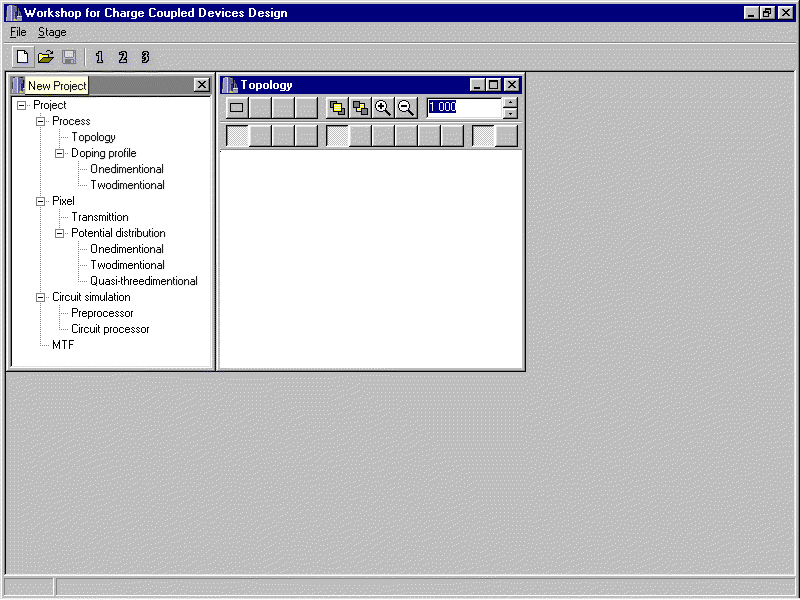 Workshop for Charge Coupled Devices Design
File Stage
1 2 3
New Project
Project
Process
Topology
Doping profile
Onedimentional
Twodimentional
Pixel
Transmittion
Potential distribution
Onedimentional
Twodimentional
Quasi-threedimentional
Circuit simulation
Preprocessor
Circuit processor
MTF
Topology
1 000